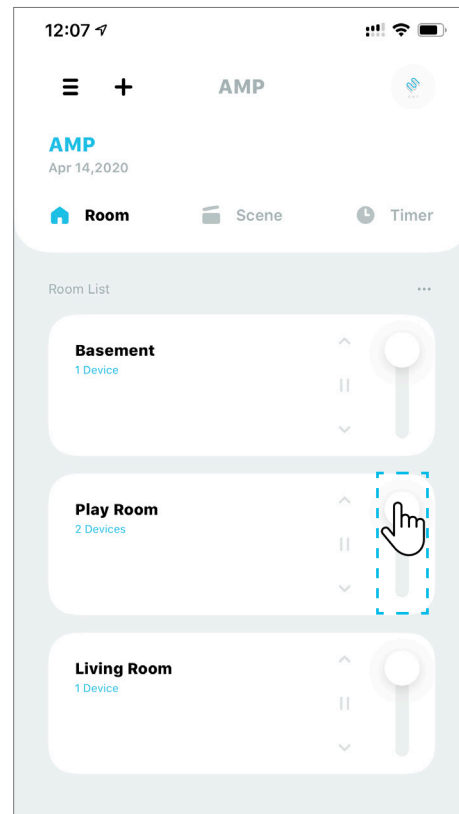 12:07
AMP
AMP
Apr 14,2020
Room
Scene
Timer
Room List
Basement
1 Device
Play Room
2 Devices
Living Room
1 Device